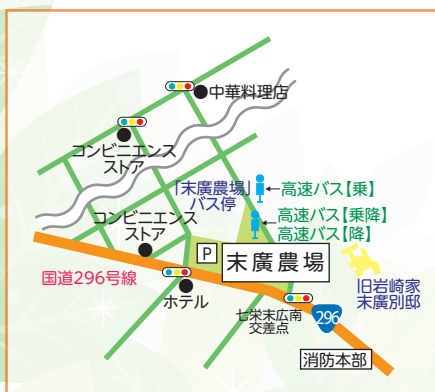 中華料理店
コンビニエンス
ストア
「末廣農場」
バス停
高速バス【乗】
高速バス【乗降】
高速バス【降】
コンビニエンス
ストア
P
末廣農場
旧岩崎家
末廣別邸
国道296号線
ホテル
七栄末広南
交差点
296
消防本部